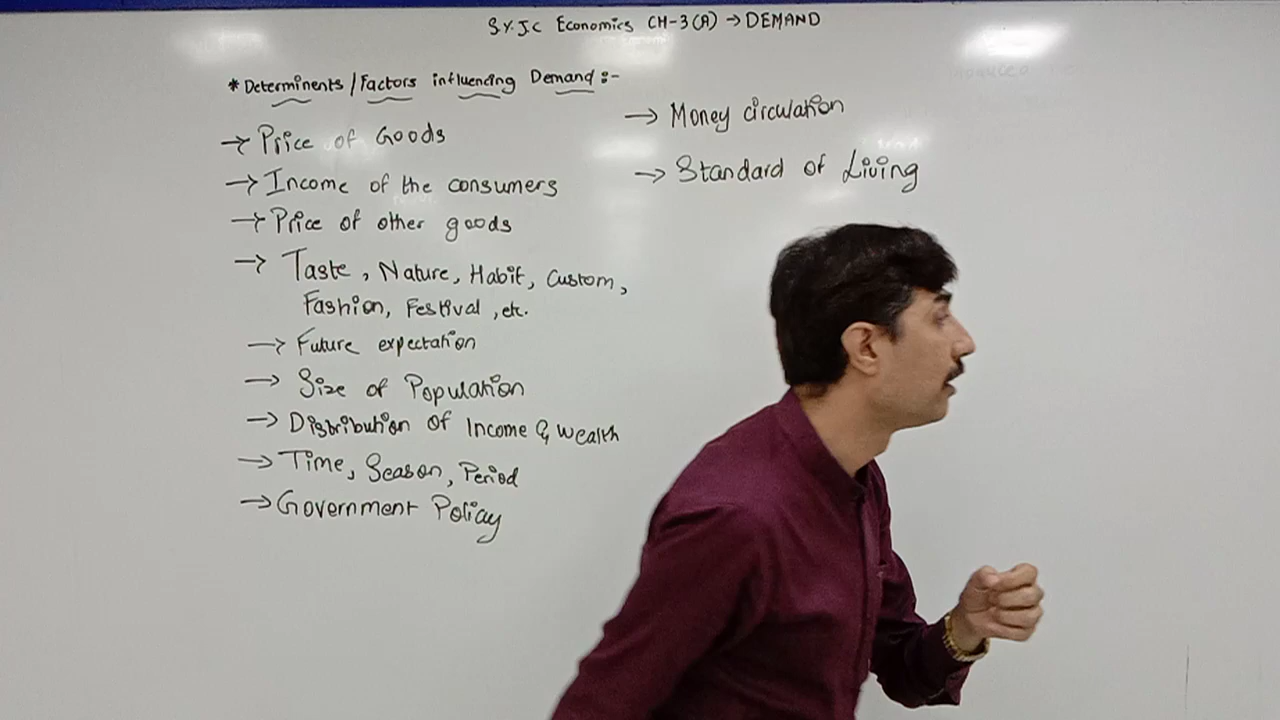 S.Y.J.C Economics CH-3(A) → DEMAND
* Determinents / Factors influencing Demand :-
→ Price of Goods
→ Income of the consumers
→ Price of other goods
→ Taste, Nature, Habit, Custom,
Fashion, Festival, etc.
→ Future expectation
→ Size of Population
→ Distribution of Income & Wealth
→ Time, Season, Period
→ Government Policy
→ Money circulation
→ Standard of Living